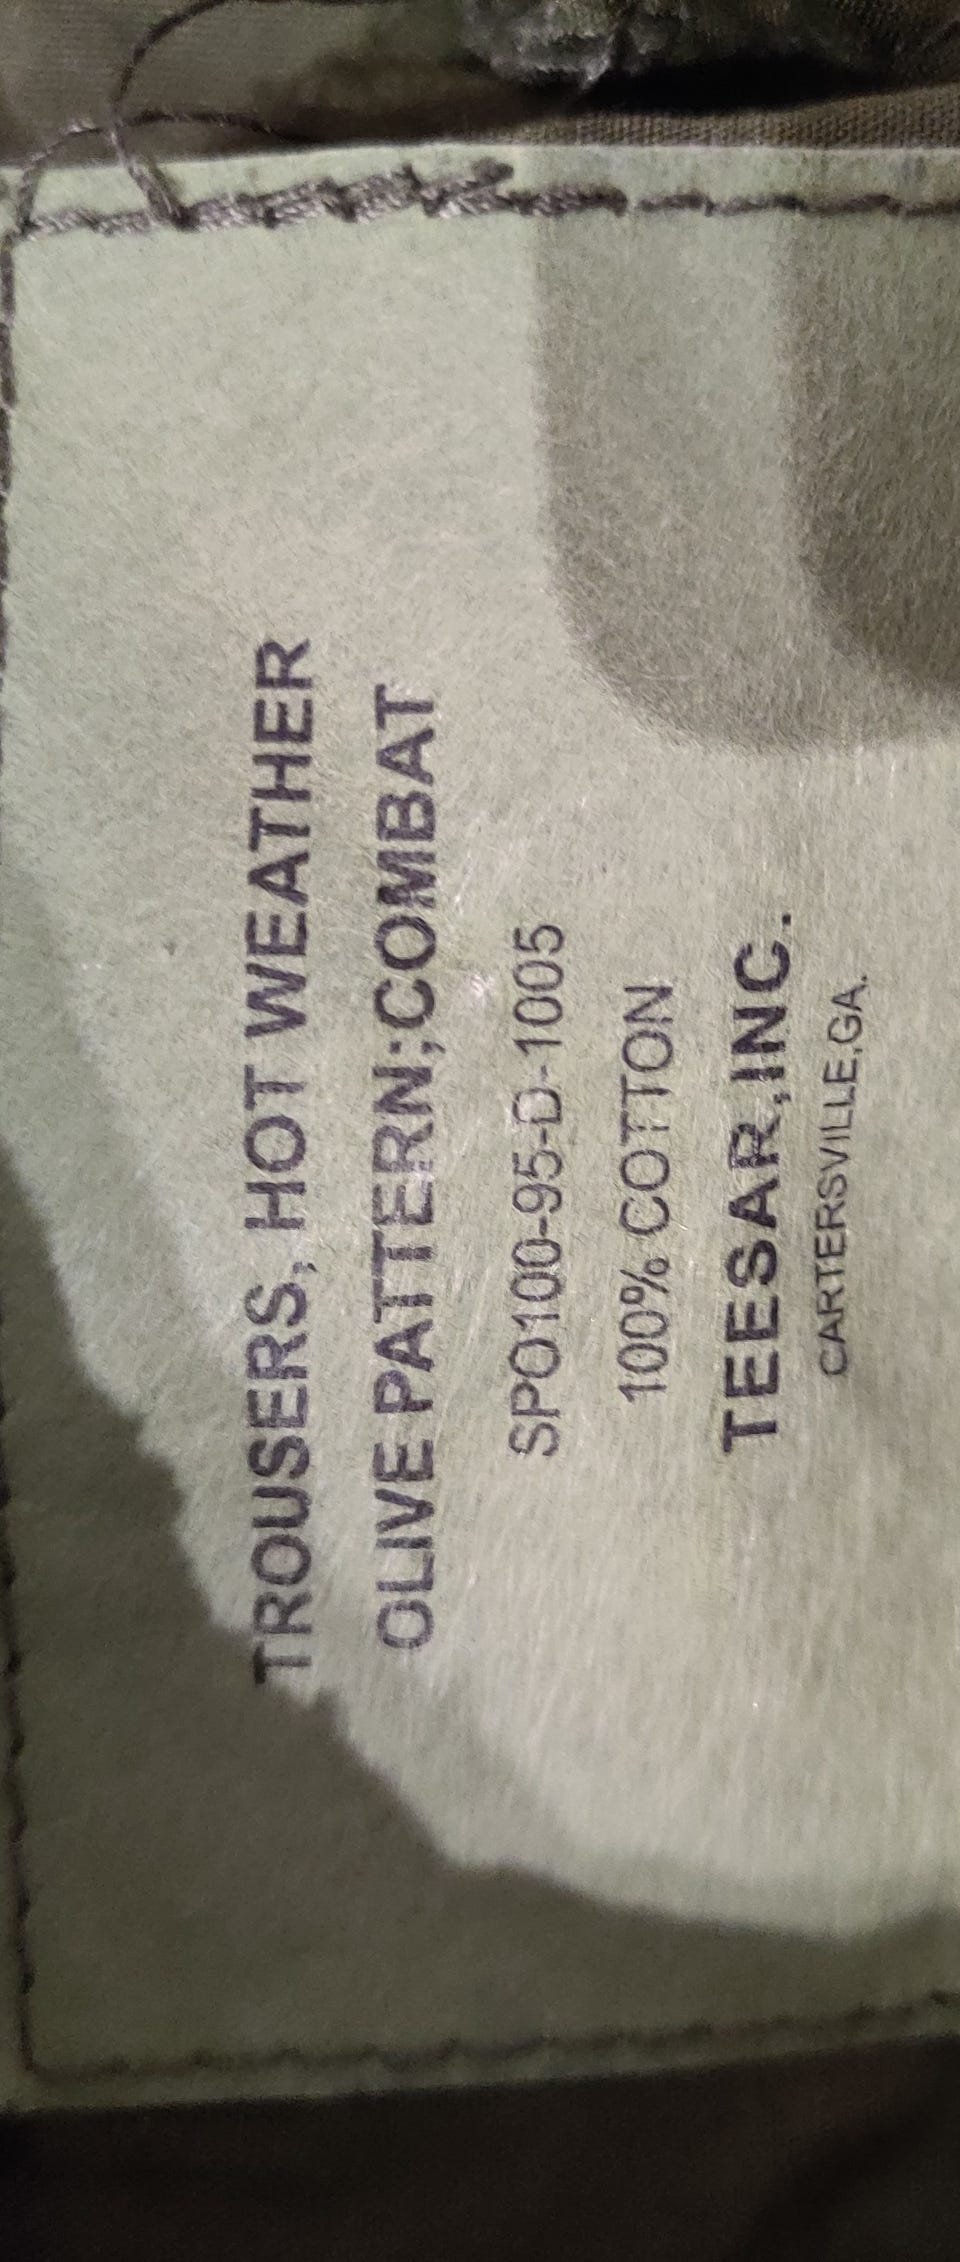 TROUSERS, HOT WEATHER
OLIVE PATTERN;COMBAT
SPO100-95-D-1005
100% COTTON
TEESAR,INC.
CARTERSVILLE,GA.